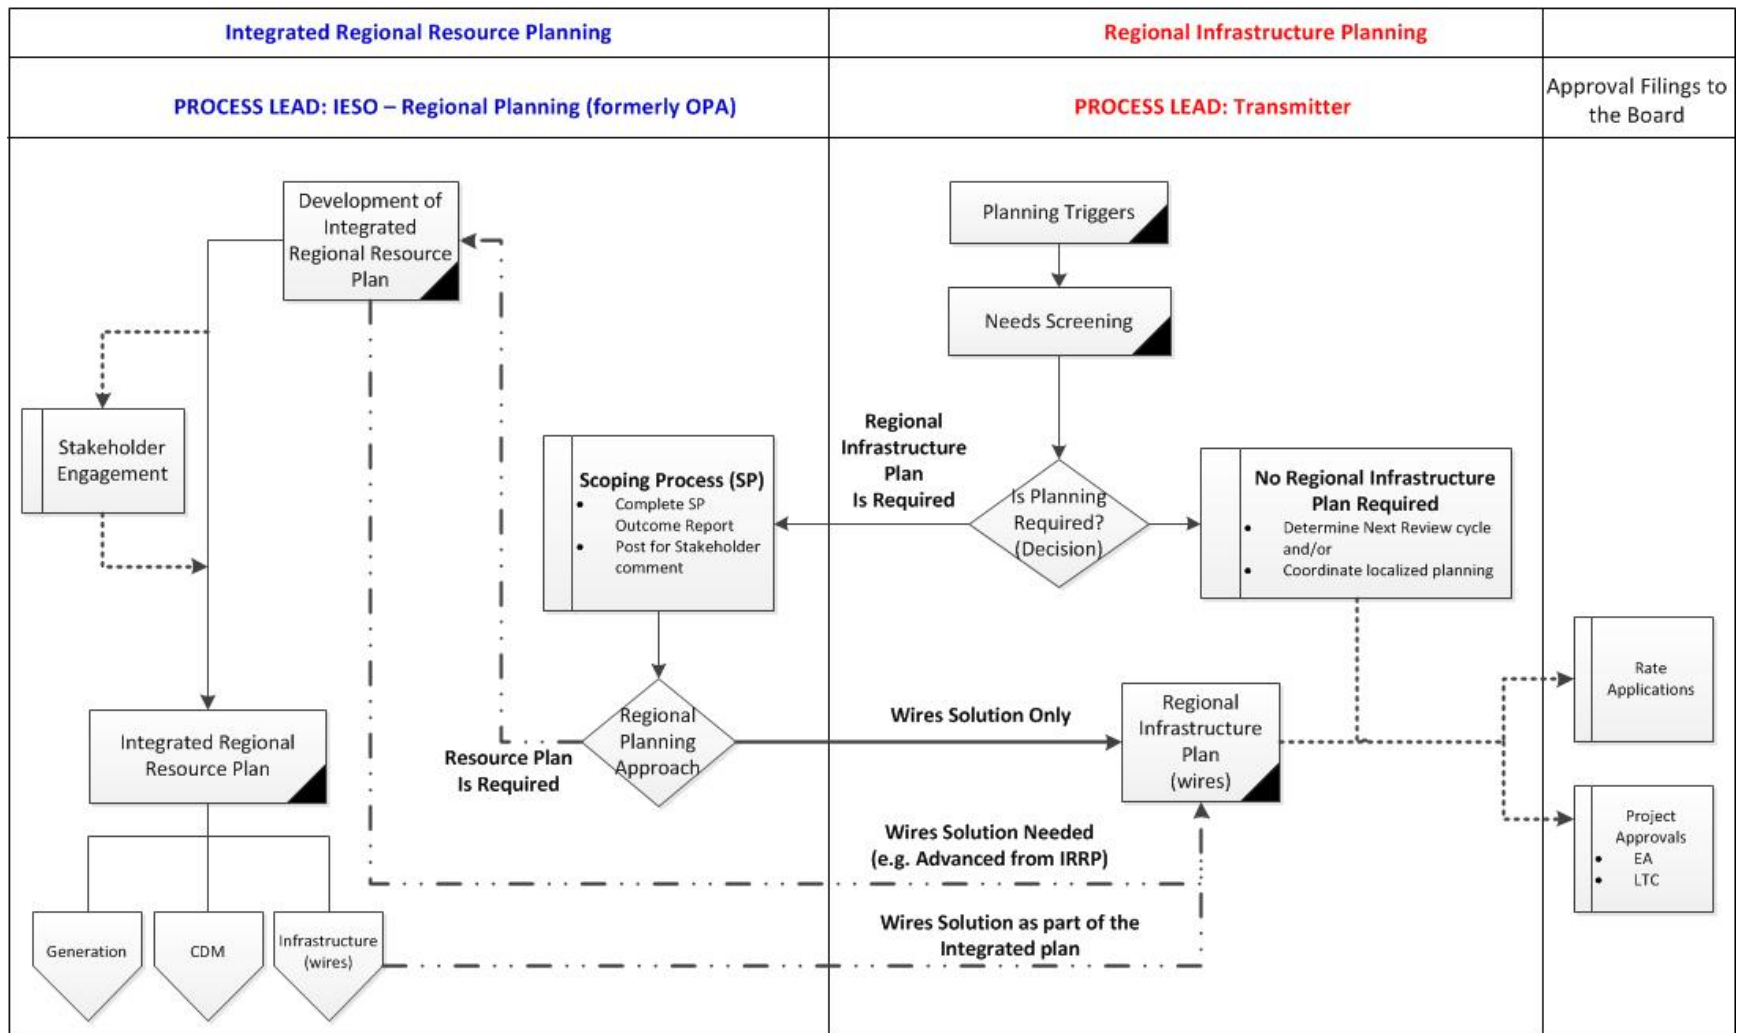 Integrated Regional Resource Planning
Regional Infrastructure Planning
PROCESS LEAD: IESO – Regional Planning (formerly OPA)
PROCESS LEAD: Transmitter
Approval Filings to
the Board
Development of
Integrated
Regional Resource
Plan
Planning Triggers
Needs Screening
Stakeholder
Engagement
Scoping Process (SP)
• Complete SP
Outcome Report
• Post for Stakeholder
comment
Regional
Infrastructure
Plan
Is Required
Is Planning
Required?
(Decision)
No Regional Infrastructure
Plan Required
• Determine Next Review cycle
and/or
• Coordinate localized planning
Rate
Applications
Integrated Regional
Resource Plan
Resource Plan
Is Required
Regional
Planning
Approach
Wires Solution Only
Regional
Infrastructure
Plan
(wires)
Project
Approvals
• EA
• LTC
Wires Solution Needed
(e.g. Advanced from IRRP)
Wires Solution as part of the
Integrated plan
Generation
CDM
Infrastructure
(wires)